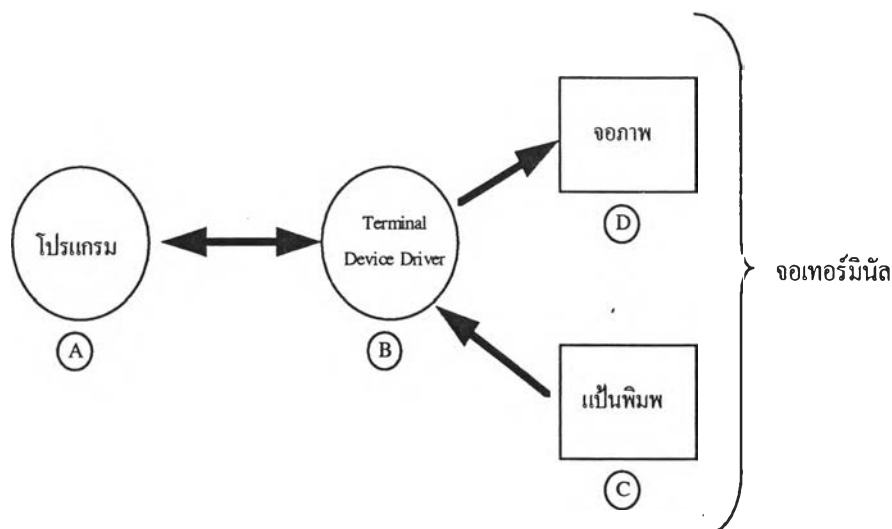 โปรแกรม
A
Terminal
Device Driver
B
จอภาพ
D
แป้นพิมพ์
C
จอเทอร์มินัล